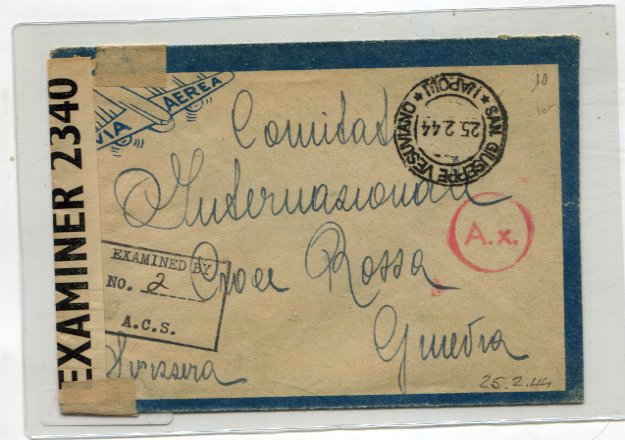 EXAMINER 2340
VIA AEREA
SAN GIUSEPPE VESUVIANO * NAPOLI *
25.2.44
10
Comitato
Internazionale
A.x.
EXAMINED BY
NO. 2
A.C.S.
Croce Rossa
Ginevra
Svizzera
25.2.44